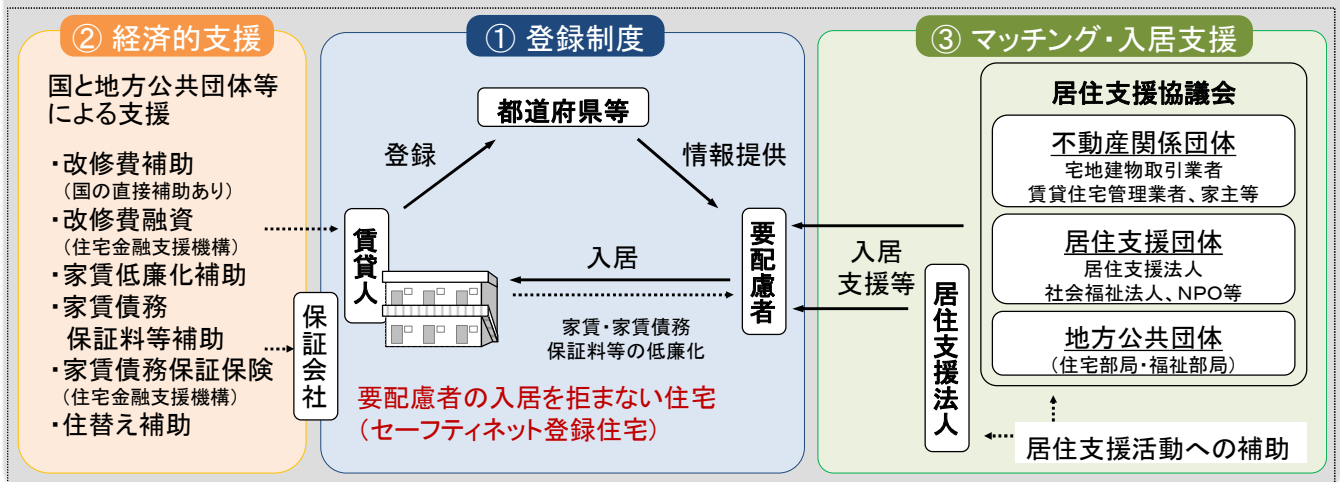 ② 経済的支援
国と地方公共団体等
による支援
・改修費補助
(国の直接補助あり)
・改修費融資
(住宅金融支援機構)
・家賃低廉化補助
・家賃債務
保証料等補助
・家賃債務保証保険
(住宅金融支援機構)
・住替え補助
保証会社
① 登録制度
都道府県等
登録
情報提供
賃貸人
要配慮者
入居
家賃・家賃債務
保証料等の低廉化
要配慮者の入居を拒まない住宅
(セーフティネット登録住宅)
③ マッチング・入居支援
居住支援協議会
不動産関係団体
宅地建物取引業者
賃貸住宅管理業者、家主等
居住支援団体
居住支援法人
社会福祉法人、NPO等
地方公共団体
(住宅部局・福祉部局)
入居
支援等
居住支援法人
居住支援活動への補助